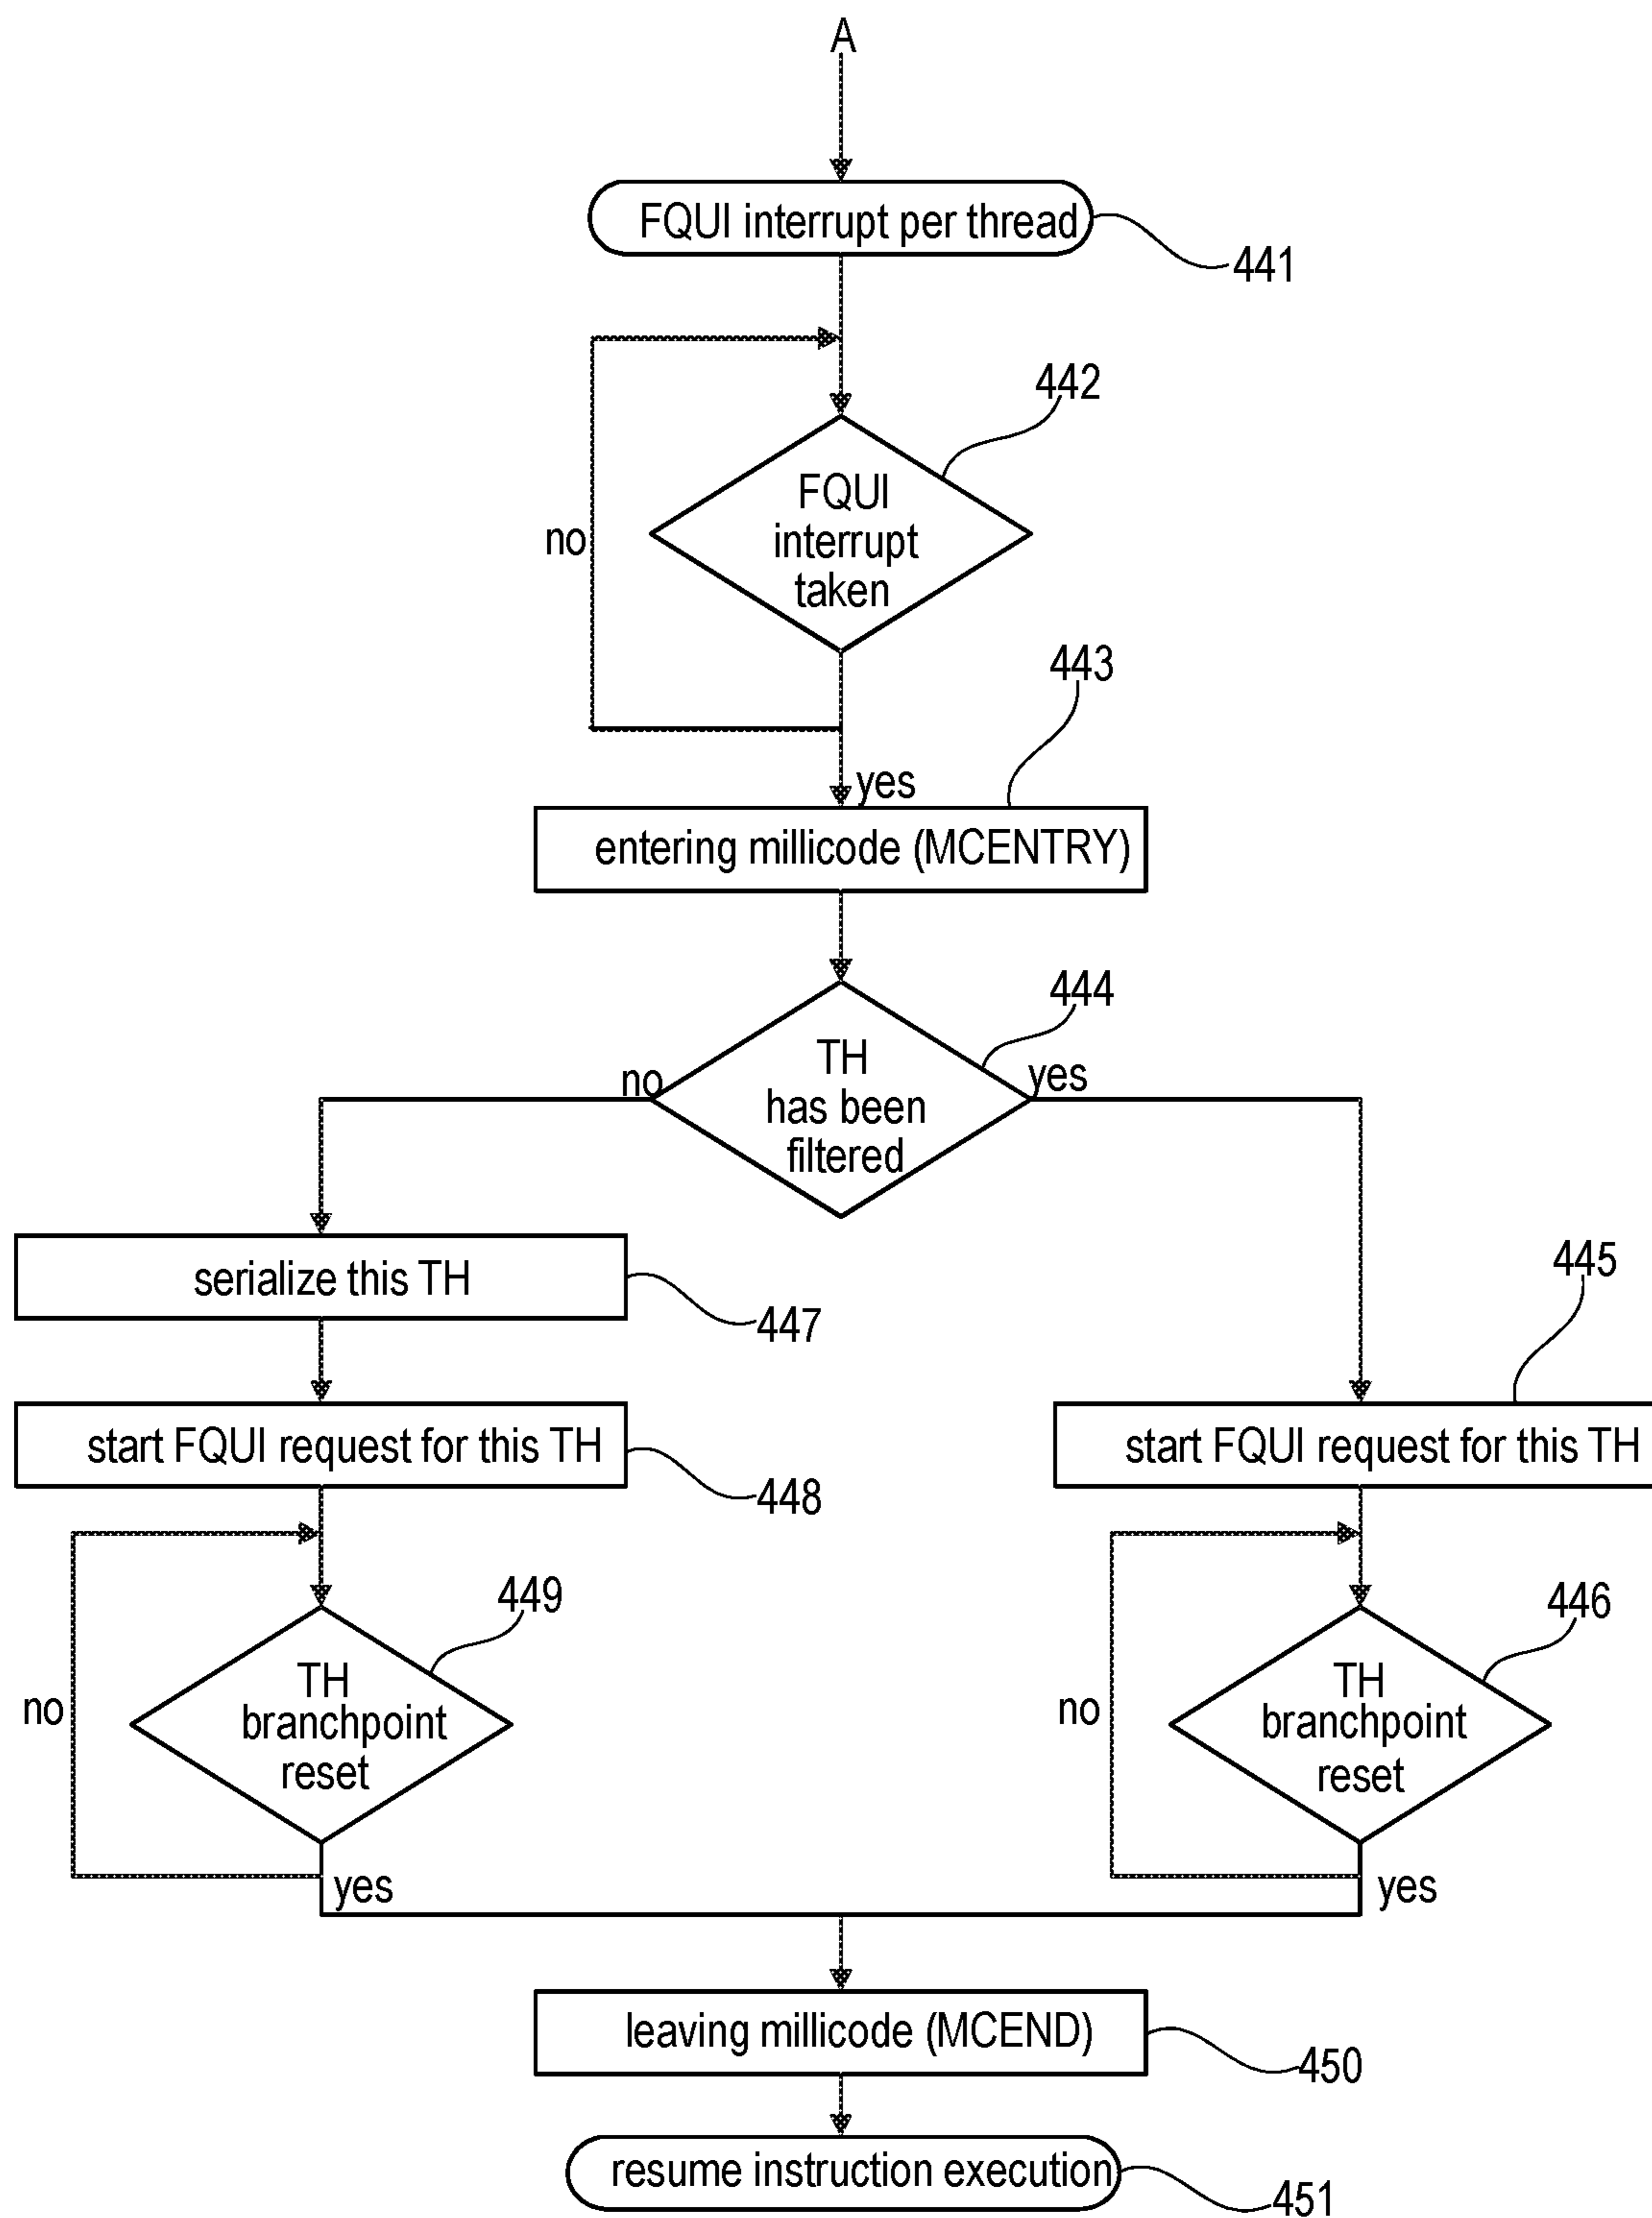 A
FQUI interrupt per thread
441
442
FQUI
interrupt
taken
no
443
yes
entering millicode (MCENTRY)
444
TH
has been
filtered
no
yes
445
serialize this TH
447
start FQUI request for this TH
448
start FQUI request for this TH
449
446
TH
branchpoint
reset
no
TH
branchpoint
reset
no
yes
yes
leaving millicode (MCEND)
450
resume instruction execution
451